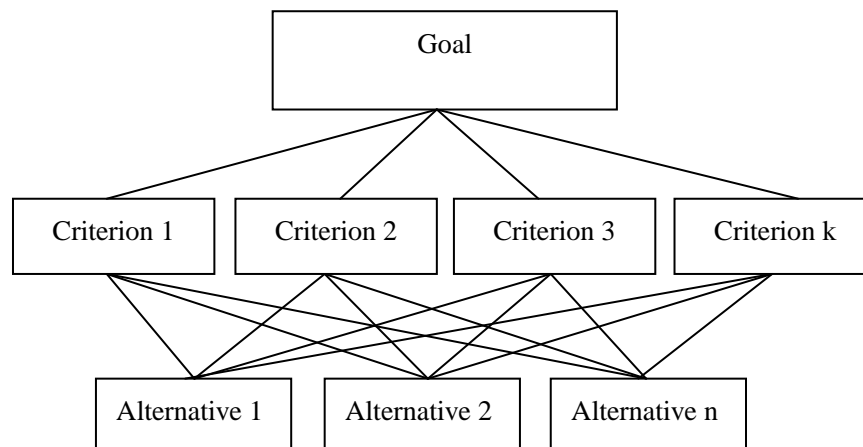 Goal
Criterion 1
Criterion 2
Criterion 3
Criterion k
Alternative 1
Alternative 2
Alternative n